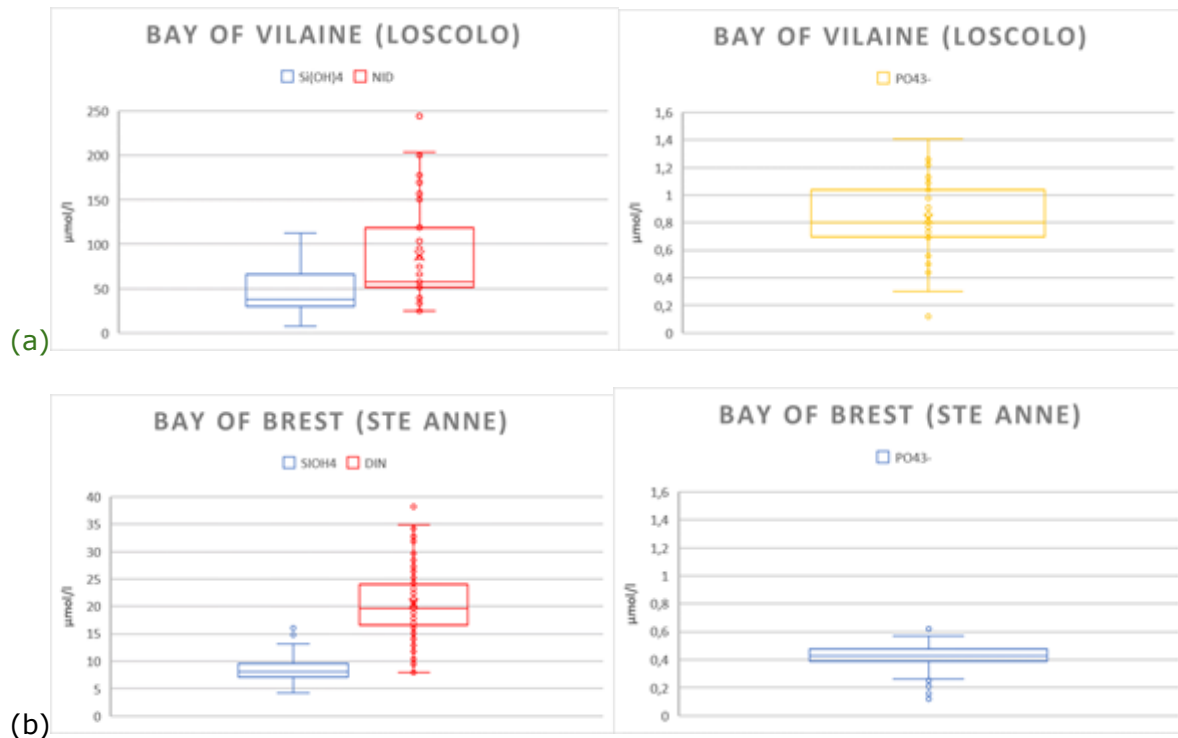 BAY OF VILAINE (LOSCOLO)
Si(OH)4 NID
250
200
150
100
50
0
µmol/l
BAY OF VILAINE (LOSCOLO)
PO43-
1,6
1,4
1,2
1
0,8
0,6
0,4
0,2
0
µmol/l
(a)
BAY OF BREST (STE ANNE)
SIOH4 DIN
40
35
30
25
20
15
10
5
0
µmol/l
BAY OF BREST (STE ANNE)
PO43-
1,6
1,4
1,2
1
0,8
0,6
0,4
0,2
0
µmol/l
(b)